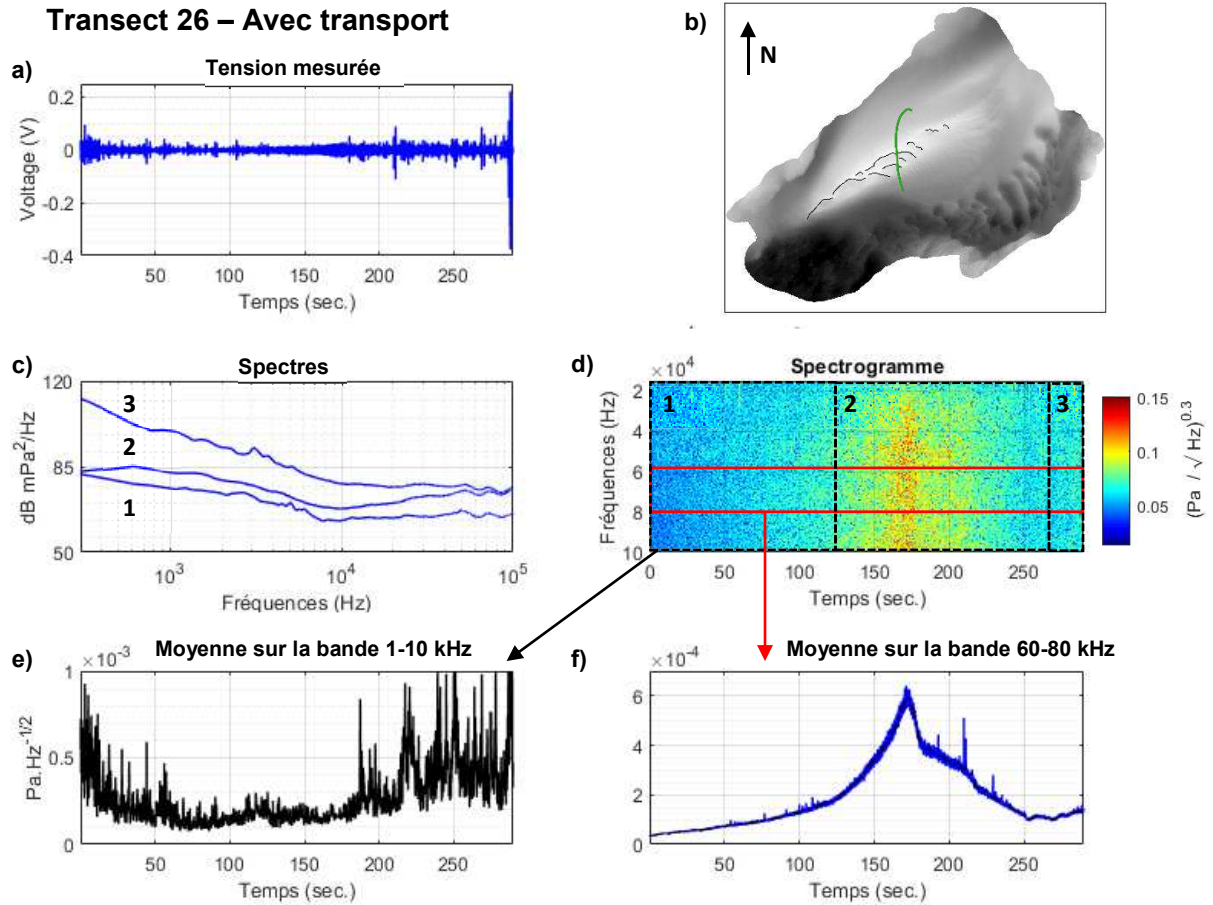 Transect 26 – Avec transport
a)
Tension mesurée
Voltage (V)
0.2
0
-0.2
-0.4
50
100
150
200
250
Temps (sec.)
b)
N
c)
Spectres
dB mPa²/Hz
120
85
50
3
2
1
10³
10⁴
10⁵
Fréquences (Hz)
d)
×10⁴
Spectrogramme
Fréquences (Hz)
2
4
6
8
10
1
2
3
0
50
100
150
200
250
Temps (sec.)
0.15
0.1
0.05
(Pa / √ Hz)^0.3
e)
Moyenne sur la bande 1-10 kHz
×10⁻³
Pa.Hz^-1/2
1
0.5
0
50
100
150
200
250
Temps (sec.)
f)
Moyenne sur la bande 60-80 kHz
×10⁻⁴
6
4
2
0
50
100
150
200
250
Temps (sec.)